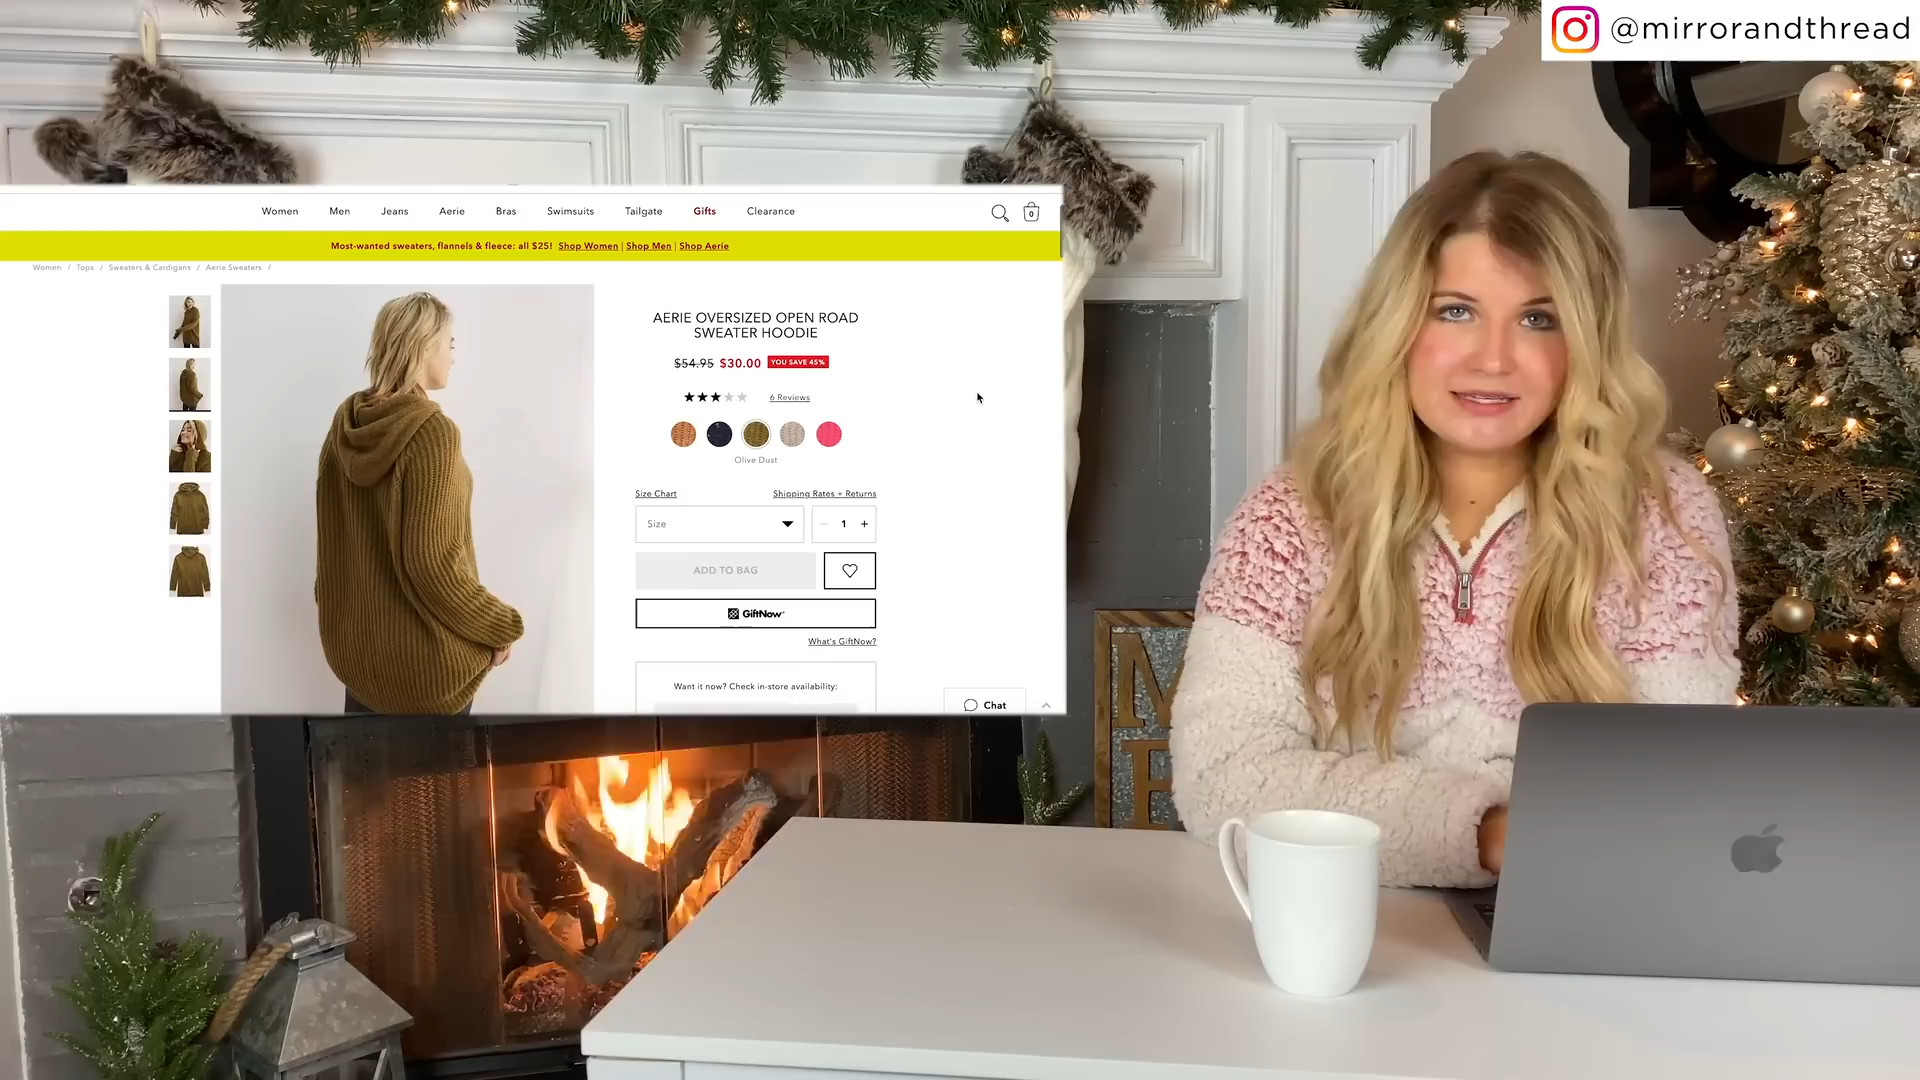 @mirrorandthread
Women Men Jeans Aerie Bras Swimsuits Tailgate Gifts Clearance
0
Most-wanted sweaters, flannels & fleece: all $25! Shop Women | Shop Men | Shop Aerie
Women / Tops / Sweaters & Cardigans / Aerie Sweaters /
AERIE OVERSIZED OPEN ROAD
SWEATER HOODIE
$54.95 $30.00 YOU SAVE 45%
6 Reviews
Olive Dust
Size Chart Shipping Rates + Returns
Size − 1 +
ADD TO BAG
GiftNow
What's GiftNow?
Want it now? Check in-store availability:
Chat